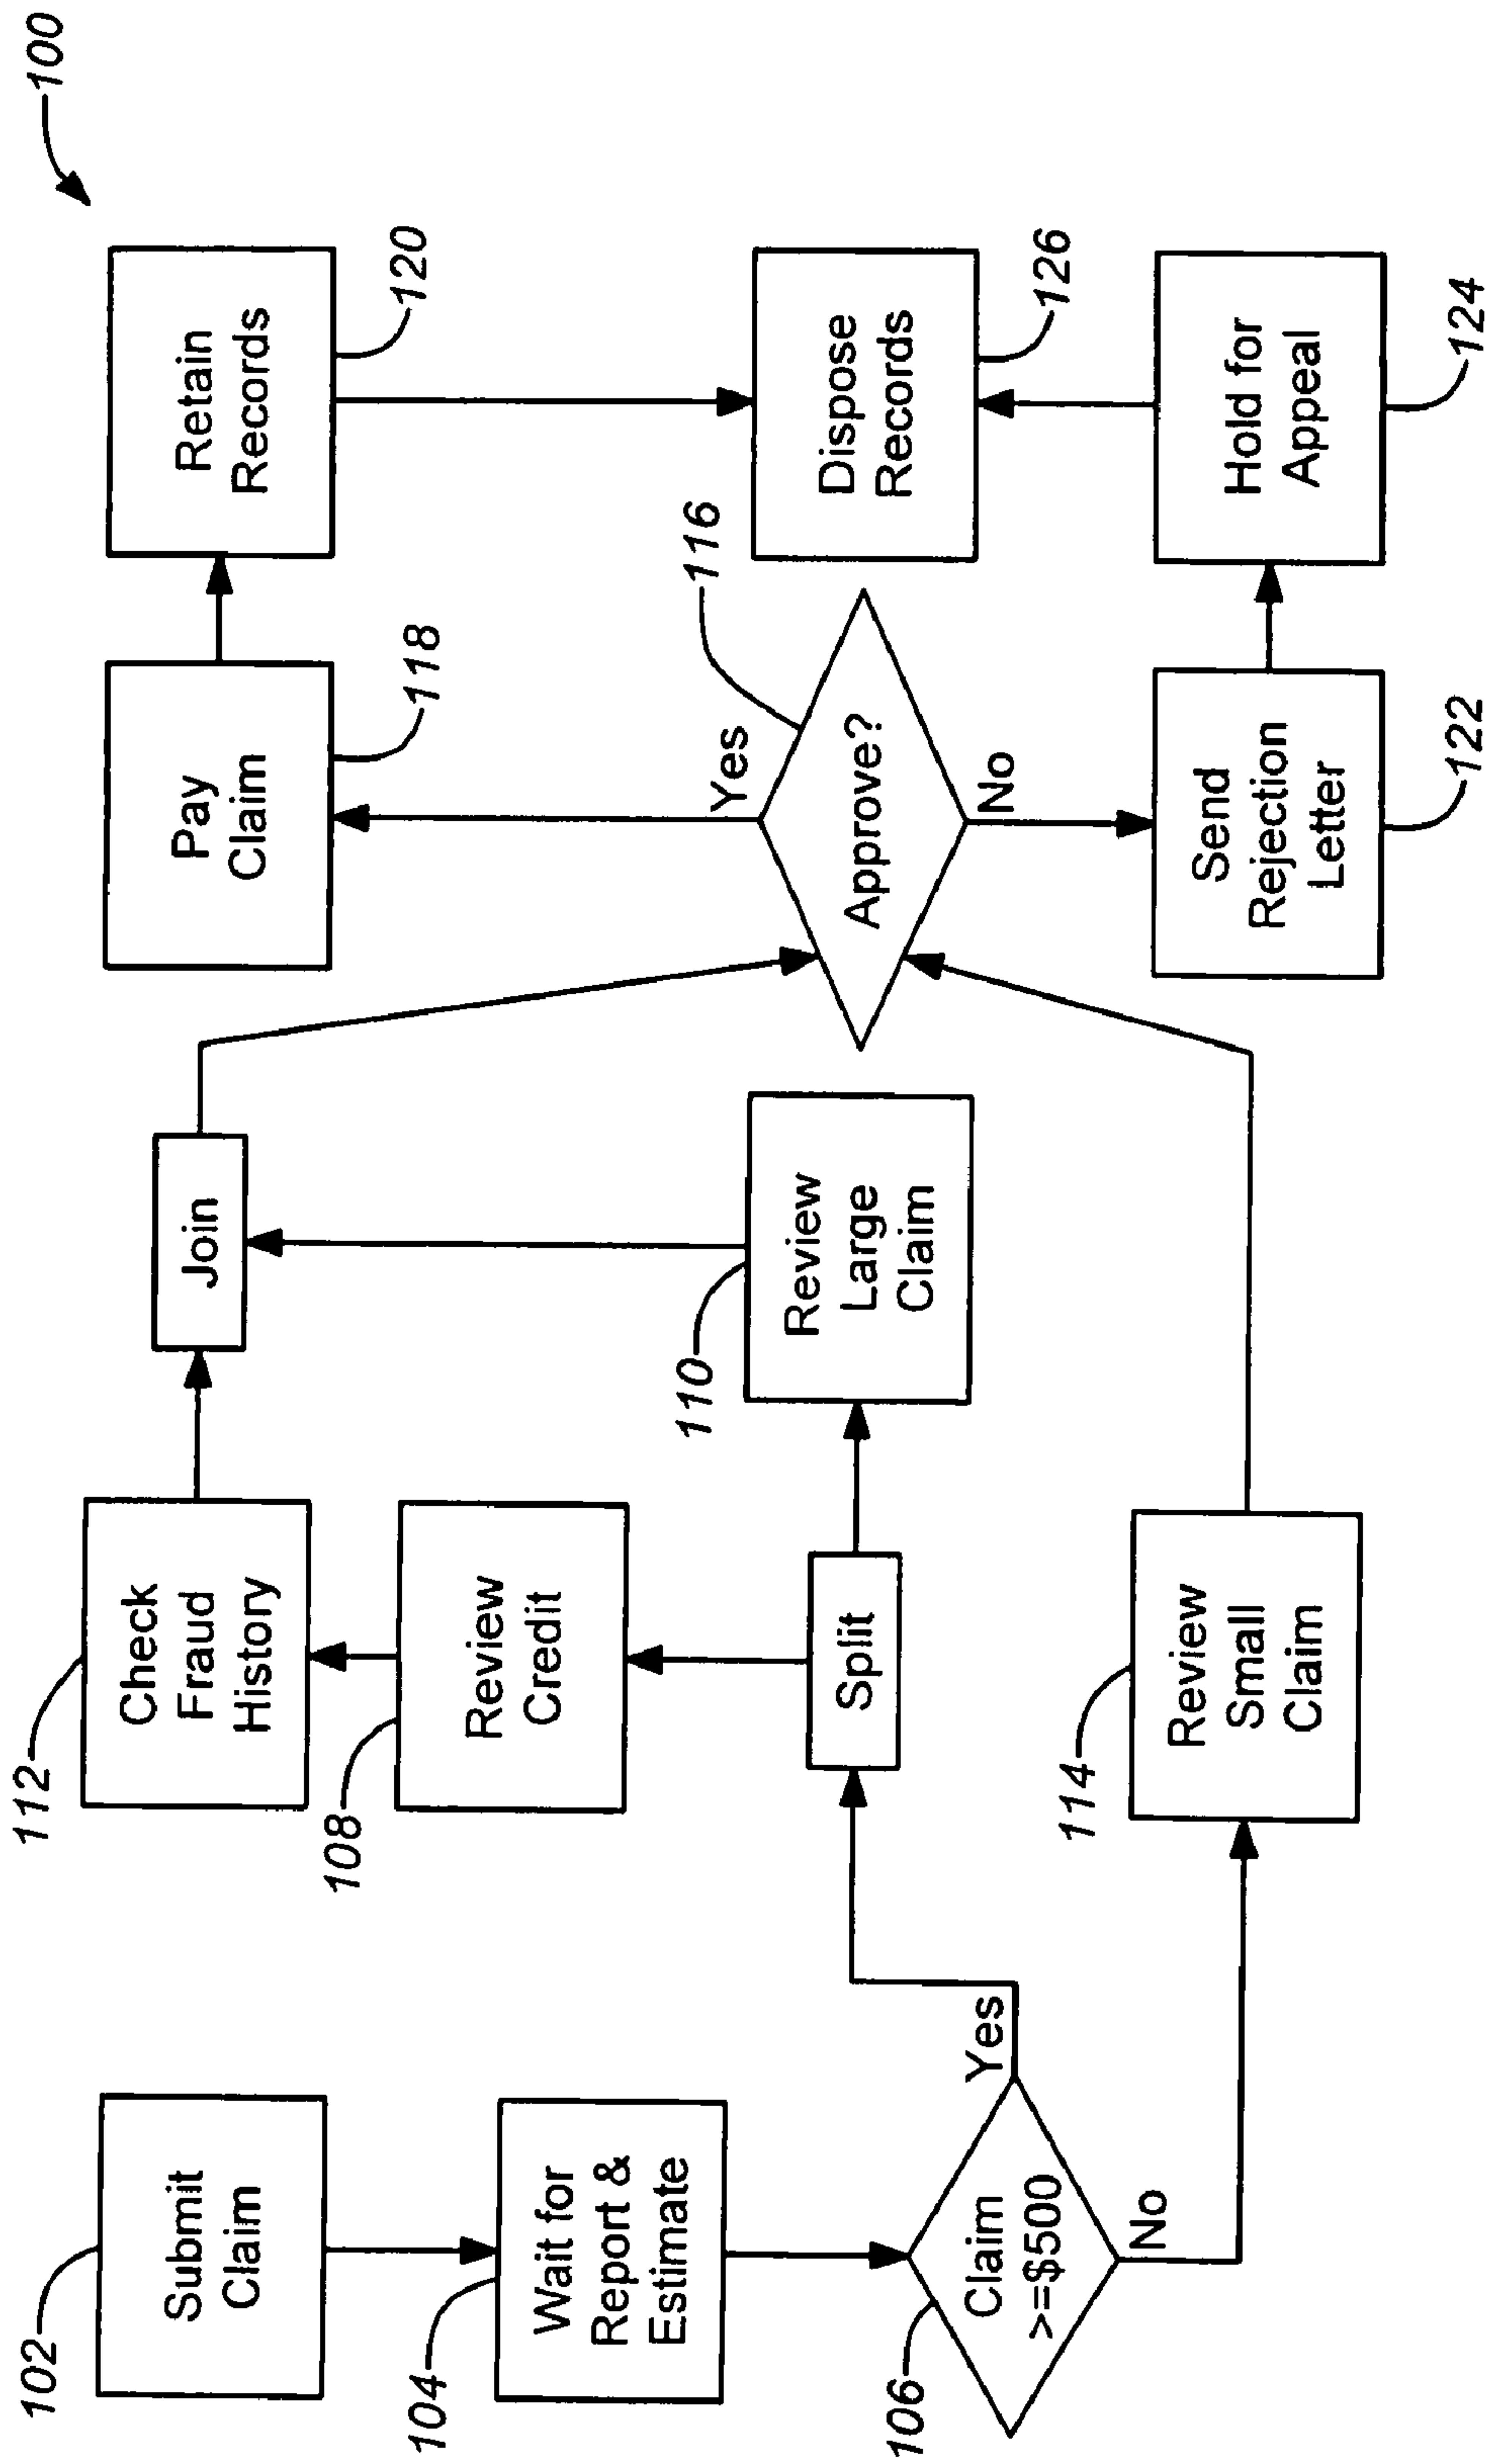 100
102
Submit
Claim
104
Wait for
Report &
Estimate
106
Claim
>=$500
Yes
No
112
Check
Fraud
History
108
Review
Credit
Split
114
Review
Small
Claim
Join
110
Review
Large
Claim
116
Approve?
Yes
No
Pay
Claim
118
Retain
Records
120
Dispose
Records
126
Send
Rejection
Letter
122
Hold for
Appeal
124